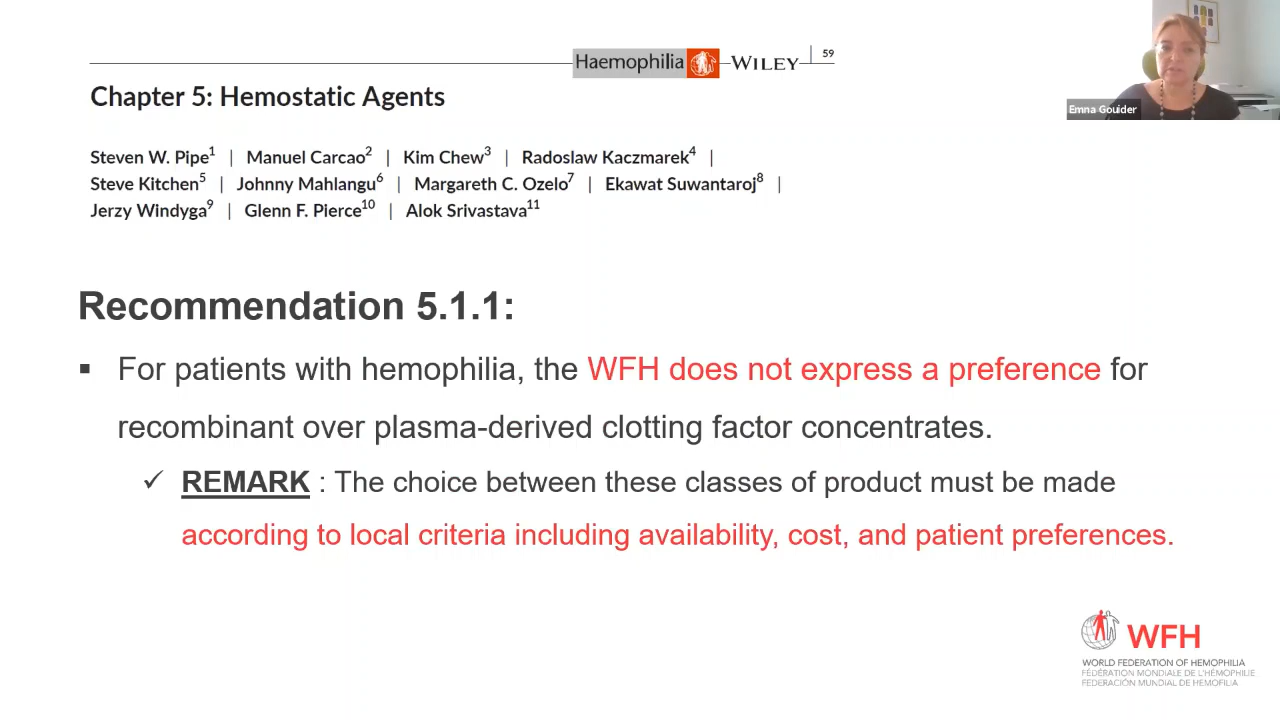 Haemophilia WILEY 59
Chapter 5: Hemostatic Agents
Emna Gouider
Steven W. Pipe1 | Manuel Carcao2 | Kim Chew3 | Radoslaw Kaczmarek4 |
Steve Kitchen5 | Johnny Mahlangu6 | Margareth C. Ozelo7 | Ekawat Suwantaroj8 |
Jerzy Windyga9 | Glenn F. Pierce10 | Alok Srivastava11
Recommendation 5.1.1:
▪ For patients with hemophilia, the WFH does not express a preference for
recombinant over plasma-derived clotting factor concentrates.
✓ REMARK : The choice between these classes of product must be made
according to local criteria including availability, cost, and patient preferences.
WFH
WORLD FEDERATION OF HEMOPHILIA
FÉDÉRATION MONDIALE DE L'HÉMOPHILIE
FEDERACIÓN MUNDIAL DE HEMOFILIA